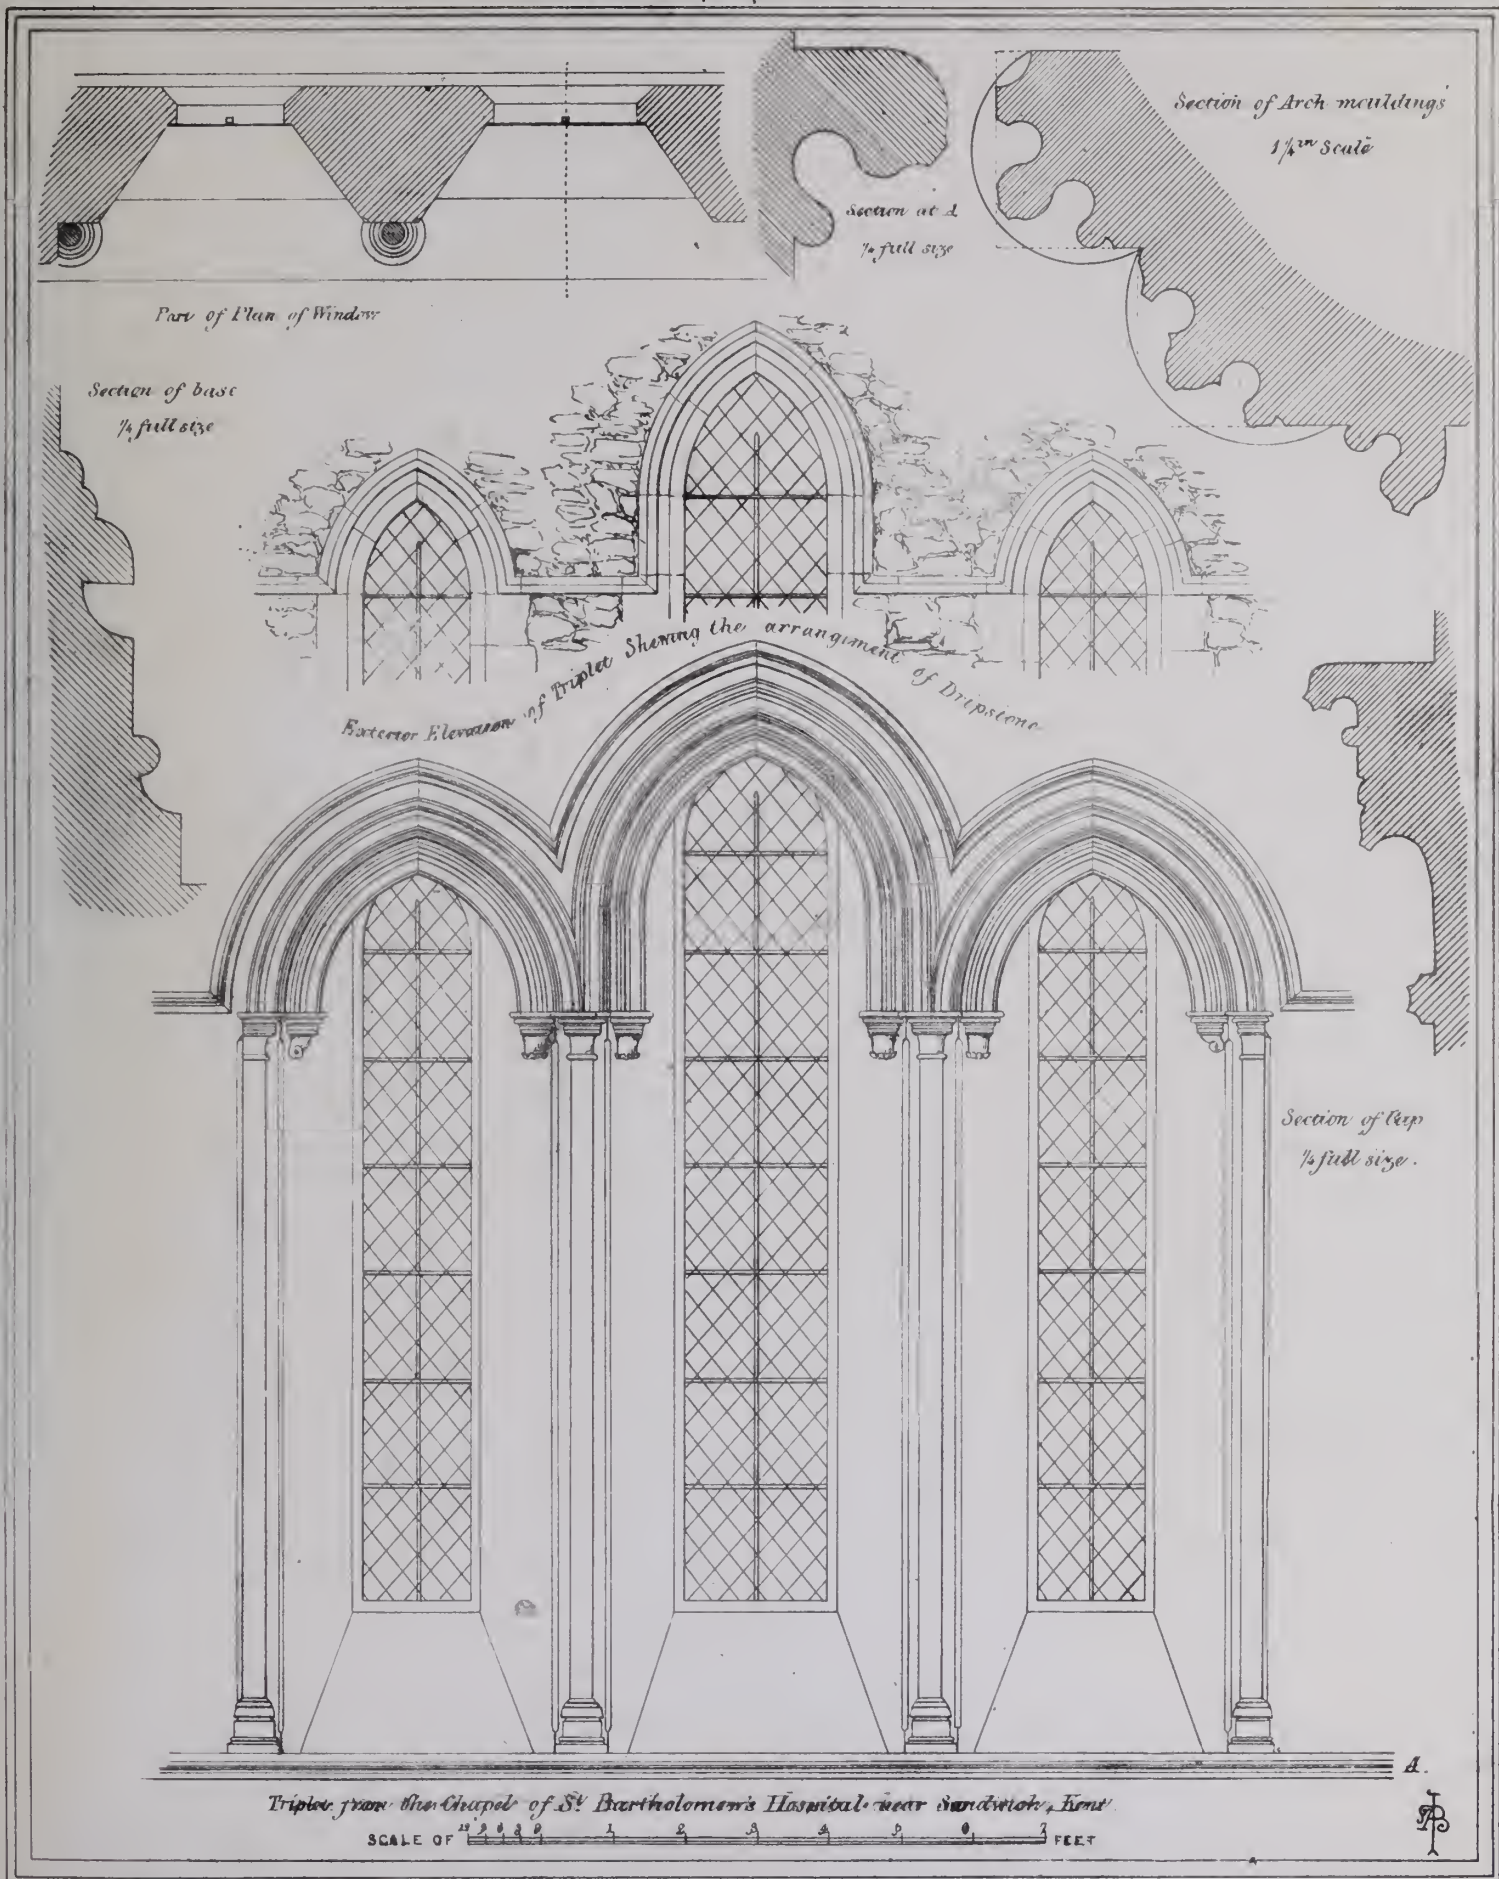 Section of Arch mouldings
1¼ in Scale
Section at A
¼ full size
Part of Plan of Window
Section of base
¼ full size
Exterior Elevation of Triplet Shewing the arrangement of Dripstone
Section of Cap
¼ full size.
A.
Triplet from the Chapel of St Bartholomew's Hospital near Sandwich, Kent
SCALE OF 12 9 6 3 0 1 2 3 4 5 6 7 FEET